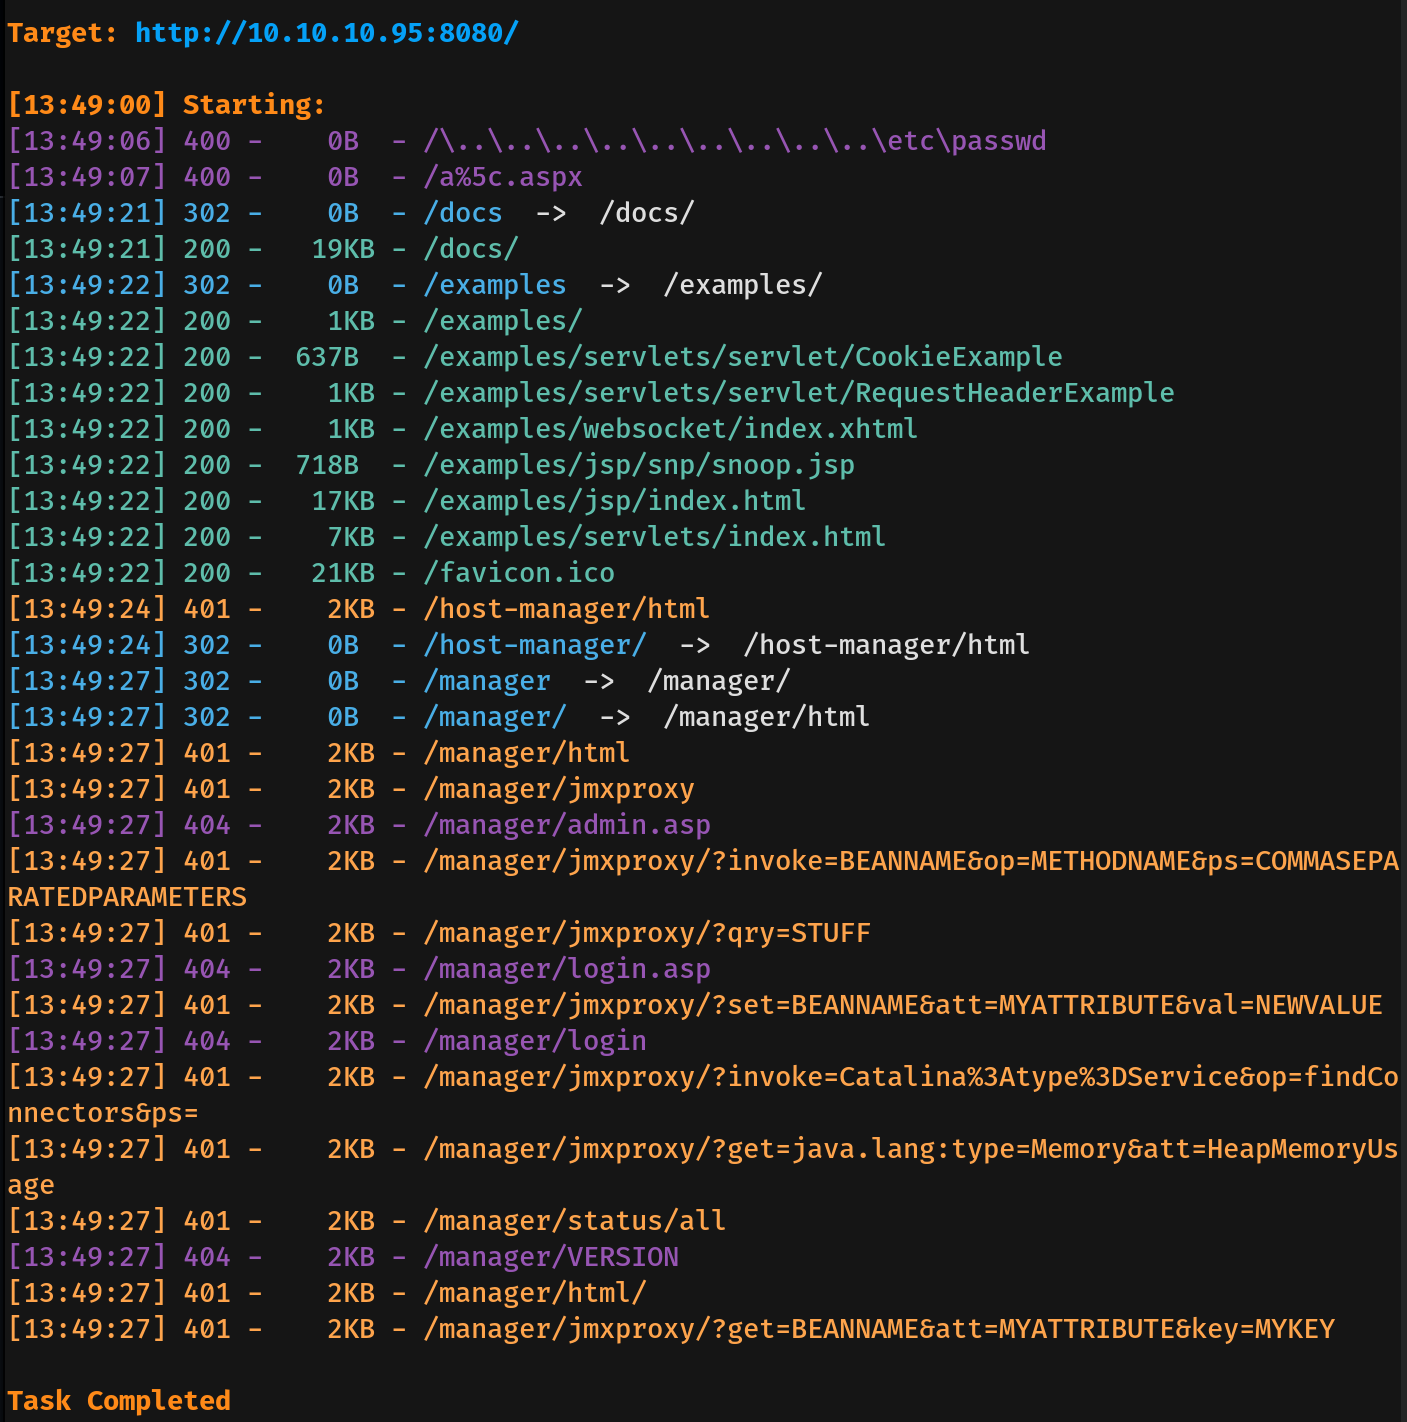 Target: http://10.10.10.95:8080/
[13:49:00] Starting:
[13:49:06] 400 -    0B  - /\..\..\..\..\..\..\..\..\..\etc\passwd
[13:49:07] 400 -    0B  - /a%5c.aspx
[13:49:21] 302 -    0B  - /docs  ->  /docs/
[13:49:21] 200 -   19KB - /docs/
[13:49:22] 302 -    0B  - /examples  ->  /examples/
[13:49:22] 200 -    1KB - /examples/
[13:49:22] 200 -  637B  - /examples/servlets/servlet/CookieExample
[13:49:22] 200 -    1KB - /examples/servlets/servlet/RequestHeaderExample
[13:49:22] 200 -    1KB - /examples/websocket/index.xhtml
[13:49:22] 200 -  718B  - /examples/jsp/snp/snoop.jsp
[13:49:22] 200 -   17KB - /examples/jsp/index.html
[13:49:22] 200 -    7KB - /examples/servlets/index.html
[13:49:22] 200 -   21KB - /favicon.ico
[13:49:24] 401 -    2KB - /host-manager/html
[13:49:24] 302 -    0B  - /host-manager/  ->  /host-manager/html
[13:49:27] 302 -    0B  - /manager  ->  /manager/
[13:49:27] 302 -    0B  - /manager/  ->  /manager/html
[13:49:27] 401 -    2KB - /manager/html
[13:49:27] 401 -    2KB - /manager/jmxproxy
[13:49:27] 404 -    2KB - /manager/admin.asp
[13:49:27] 401 -    2KB - /manager/jmxproxy/?invoke=BEANNAME&op=METHODNAME&ps=COMMASEPA
RATEDPARAMETERS
[13:49:27] 401 -    2KB - /manager/jmxproxy/?qry=STUFF
[13:49:27] 404 -    2KB - /manager/login.asp
[13:49:27] 401 -    2KB - /manager/jmxproxy/?set=BEANNAME&att=MYATTRIBUTE&val=NEWVALUE
[13:49:27] 404 -    2KB - /manager/login
[13:49:27] 401 -    2KB - /manager/jmxproxy/?invoke=Catalina%3Atype%3DService&op=findCo
nnectors&ps=
[13:49:27] 401 -    2KB - /manager/jmxproxy/?get=java.lang:type=Memory&att=HeapMemoryUs
age
[13:49:27] 401 -    2KB - /manager/status/all
[13:49:27] 404 -    2KB - /manager/VERSION
[13:49:27] 401 -    2KB - /manager/html/
[13:49:27] 401 -    2KB - /manager/jmxproxy/?get=BEANNAME&att=MYATTRIBUTE&key=MYKEY
Task Completed